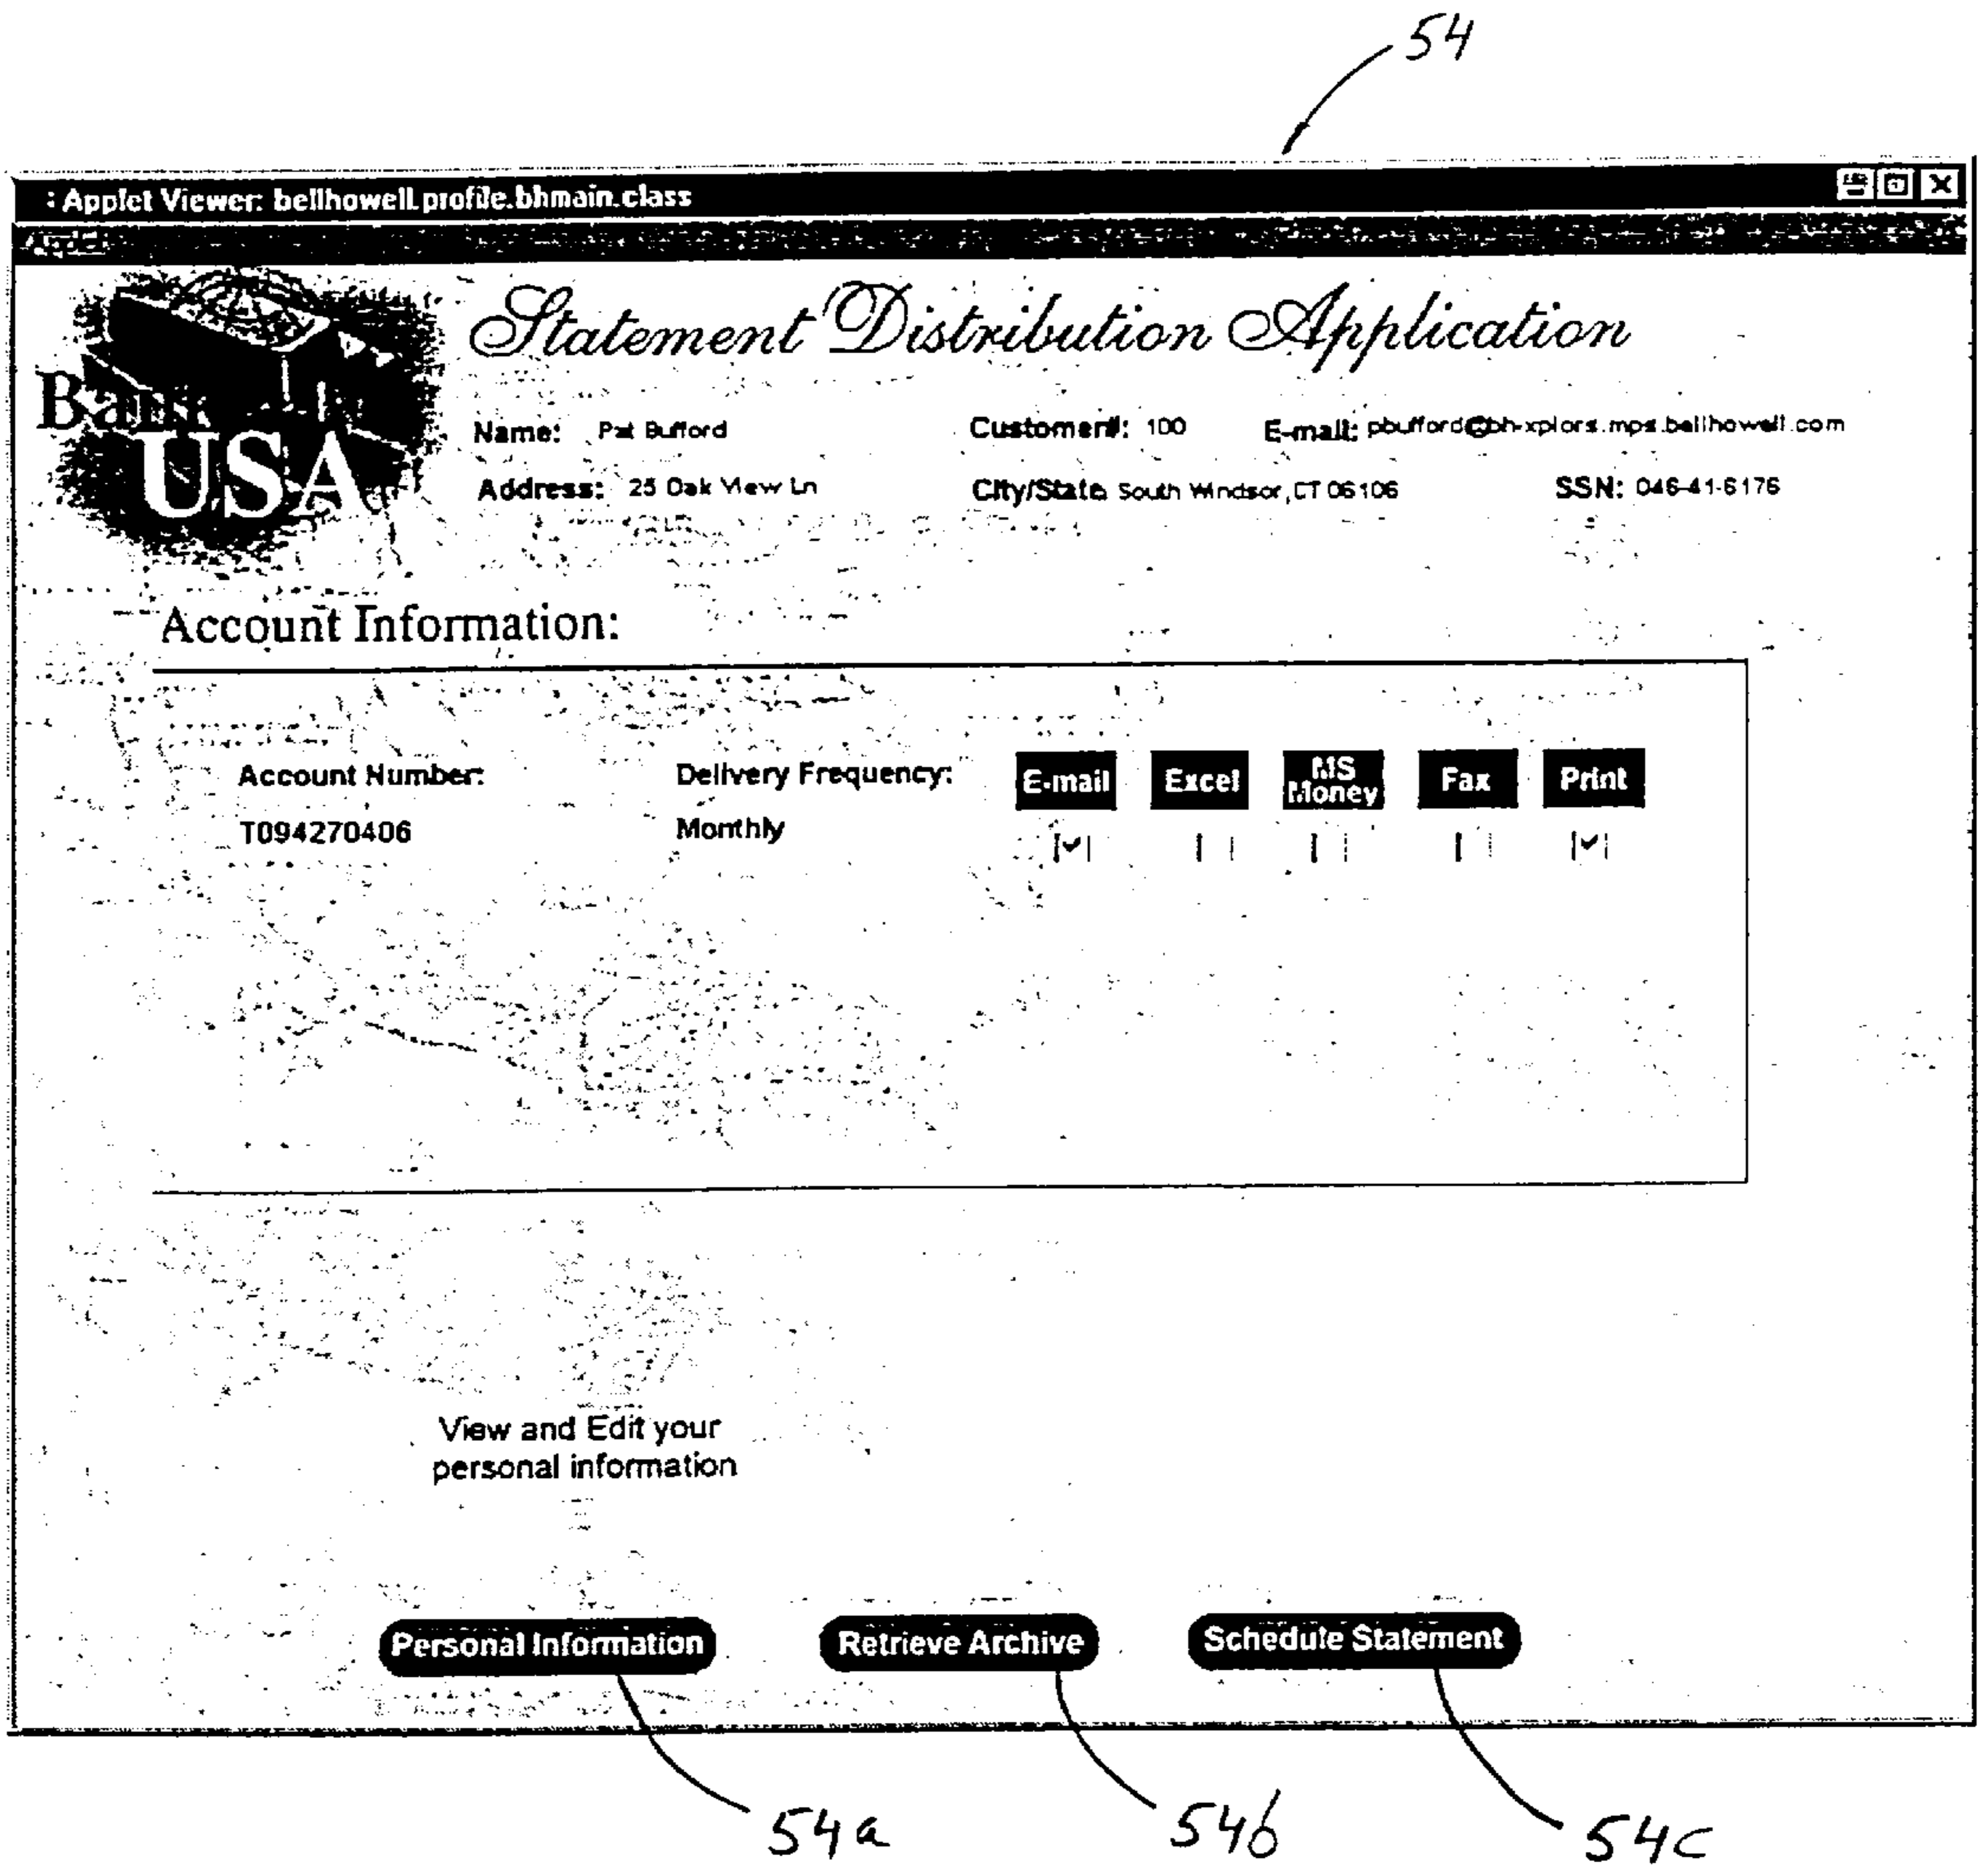 54
: Applet Viewer: bellhowell.profile.bhmain.class
Applet
Statement Distribution Application
Bank
USA
Name: Pat Bufford Customer#: 100 E-mail: pbufford@bh-xplors.mps.bellhowell.com
Address: 25 Oak View Ln City/State South Windsor, CT 06106 SSN: 046-41-6176
Account Information:
Account Number: Delivery Frequency: E-mail Excel MS Money Fax Print
T094270406 Monthly
View and Edit your
personal information
Personal Information Retrieve Archive Schedule Statement
54a 54b 54c